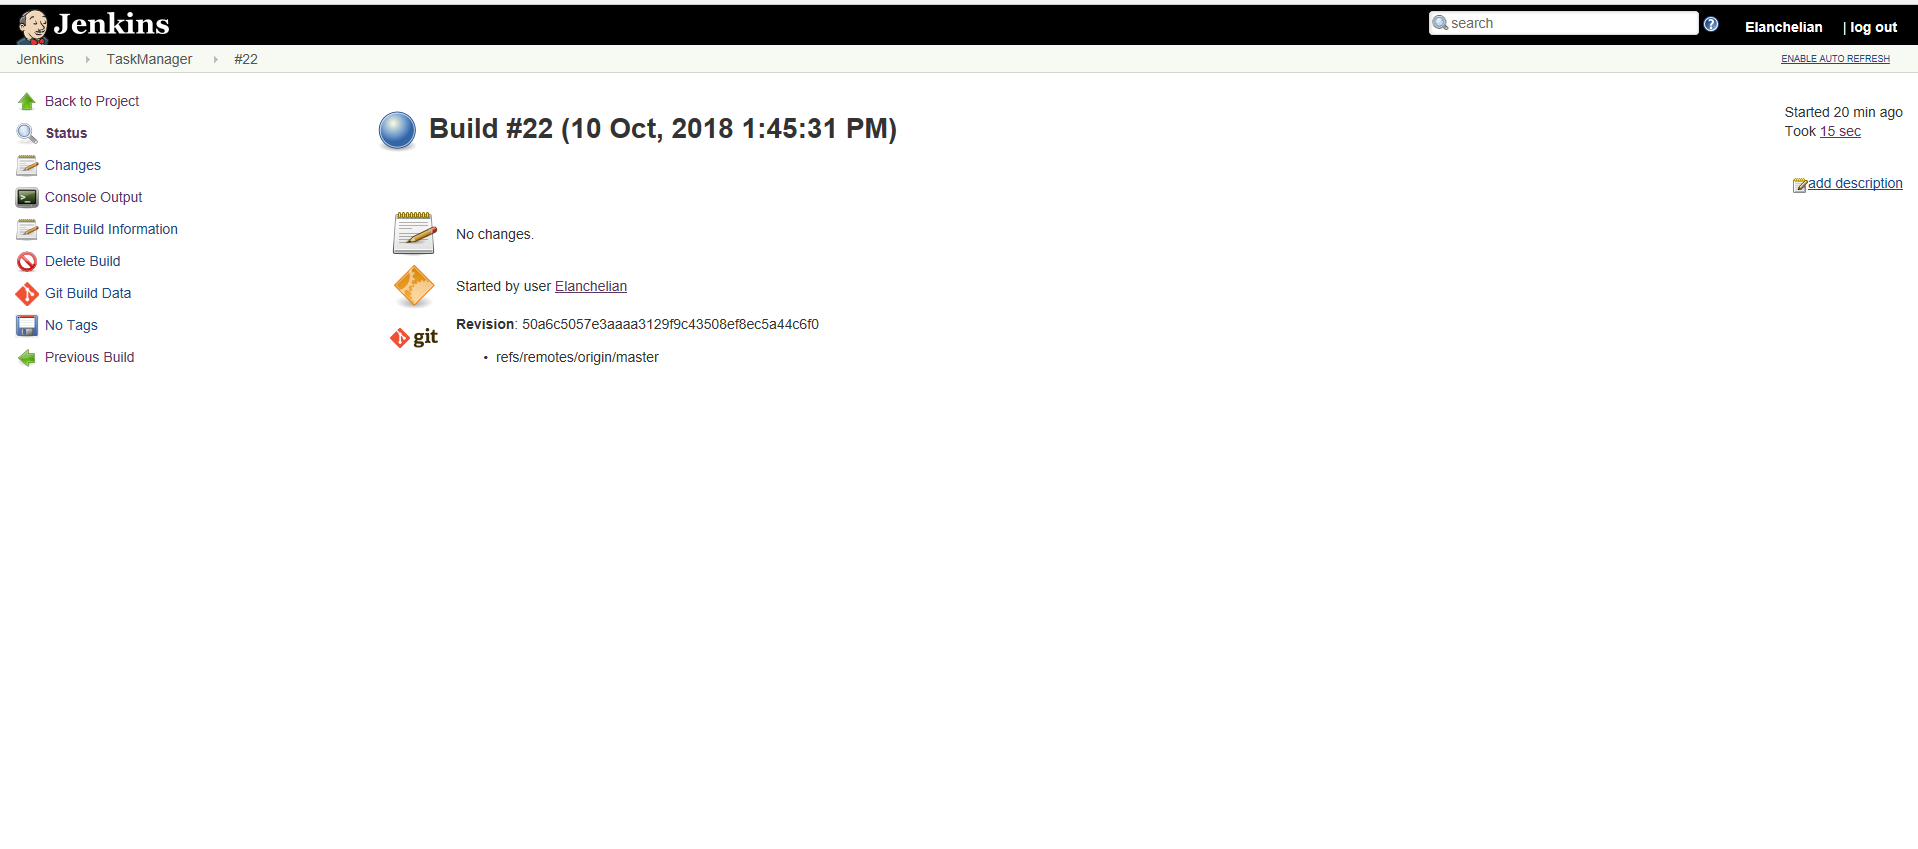 Jenkins
search
Elanchelian | log out
Jenkins TaskManager #22
ENABLE AUTO REFRESH
Back to Project
Status
Changes
Console Output
Edit Build Information
Delete Build
Git Build Data
No Tags
Previous Build
Build #22 (10 Oct, 2018 1:45:31 PM)
Started 20 min ago
Took 15 sec
add description
No changes.
Started by user Elanchelian
git
Revision: 50a6c5057e3aaaa3129f9c43508ef8ec5a44c6f0
• refs/remotes/origin/master